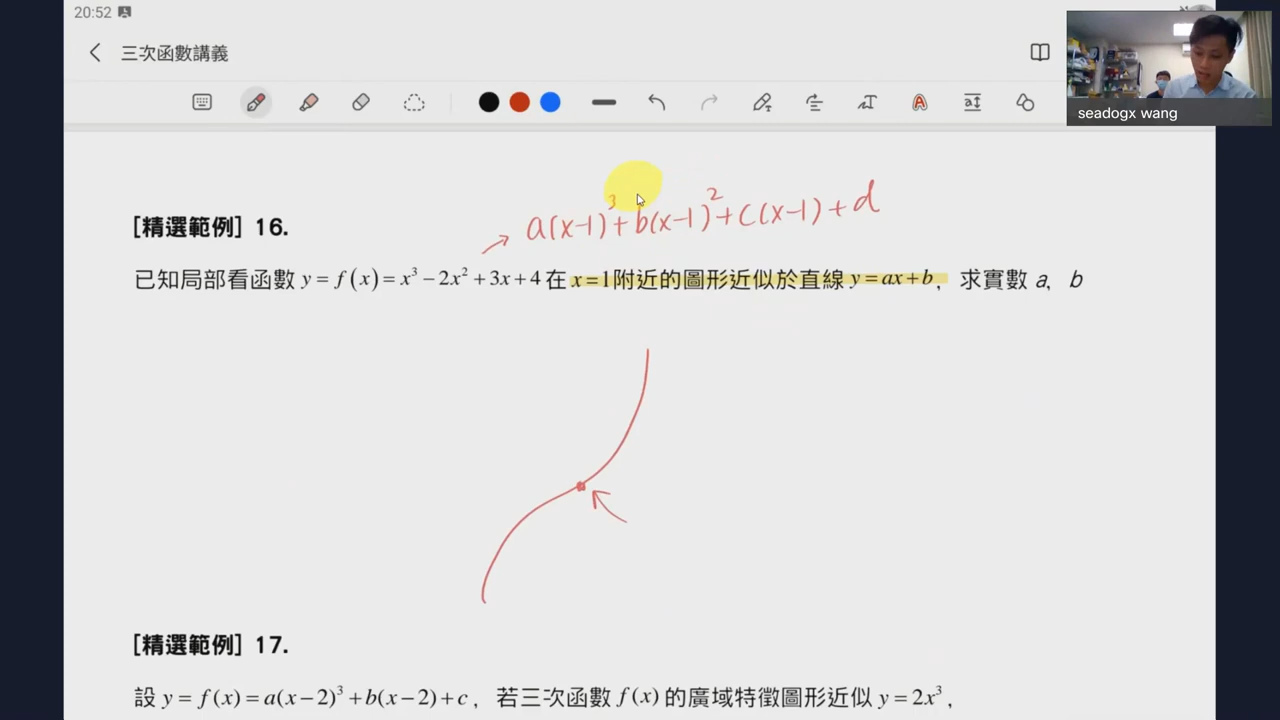 20:52
三次函數講義
seadogx wang
a(x-1)³+b(x-1)²+c(x-1)+d
[精選範例] 16.
已知局部看函數 y = f(x) = x³ − 2x² + 3x + 4 在 x = 1 附近的圖形近似於直線 y = ax + b, 求實數 a, b
[精選範例] 17.
設 y = f(x) = a(x − 2)³ + b(x − 2) + c, 若三次函數 f(x) 的廣域特徵圖形近似 y = 2x³,